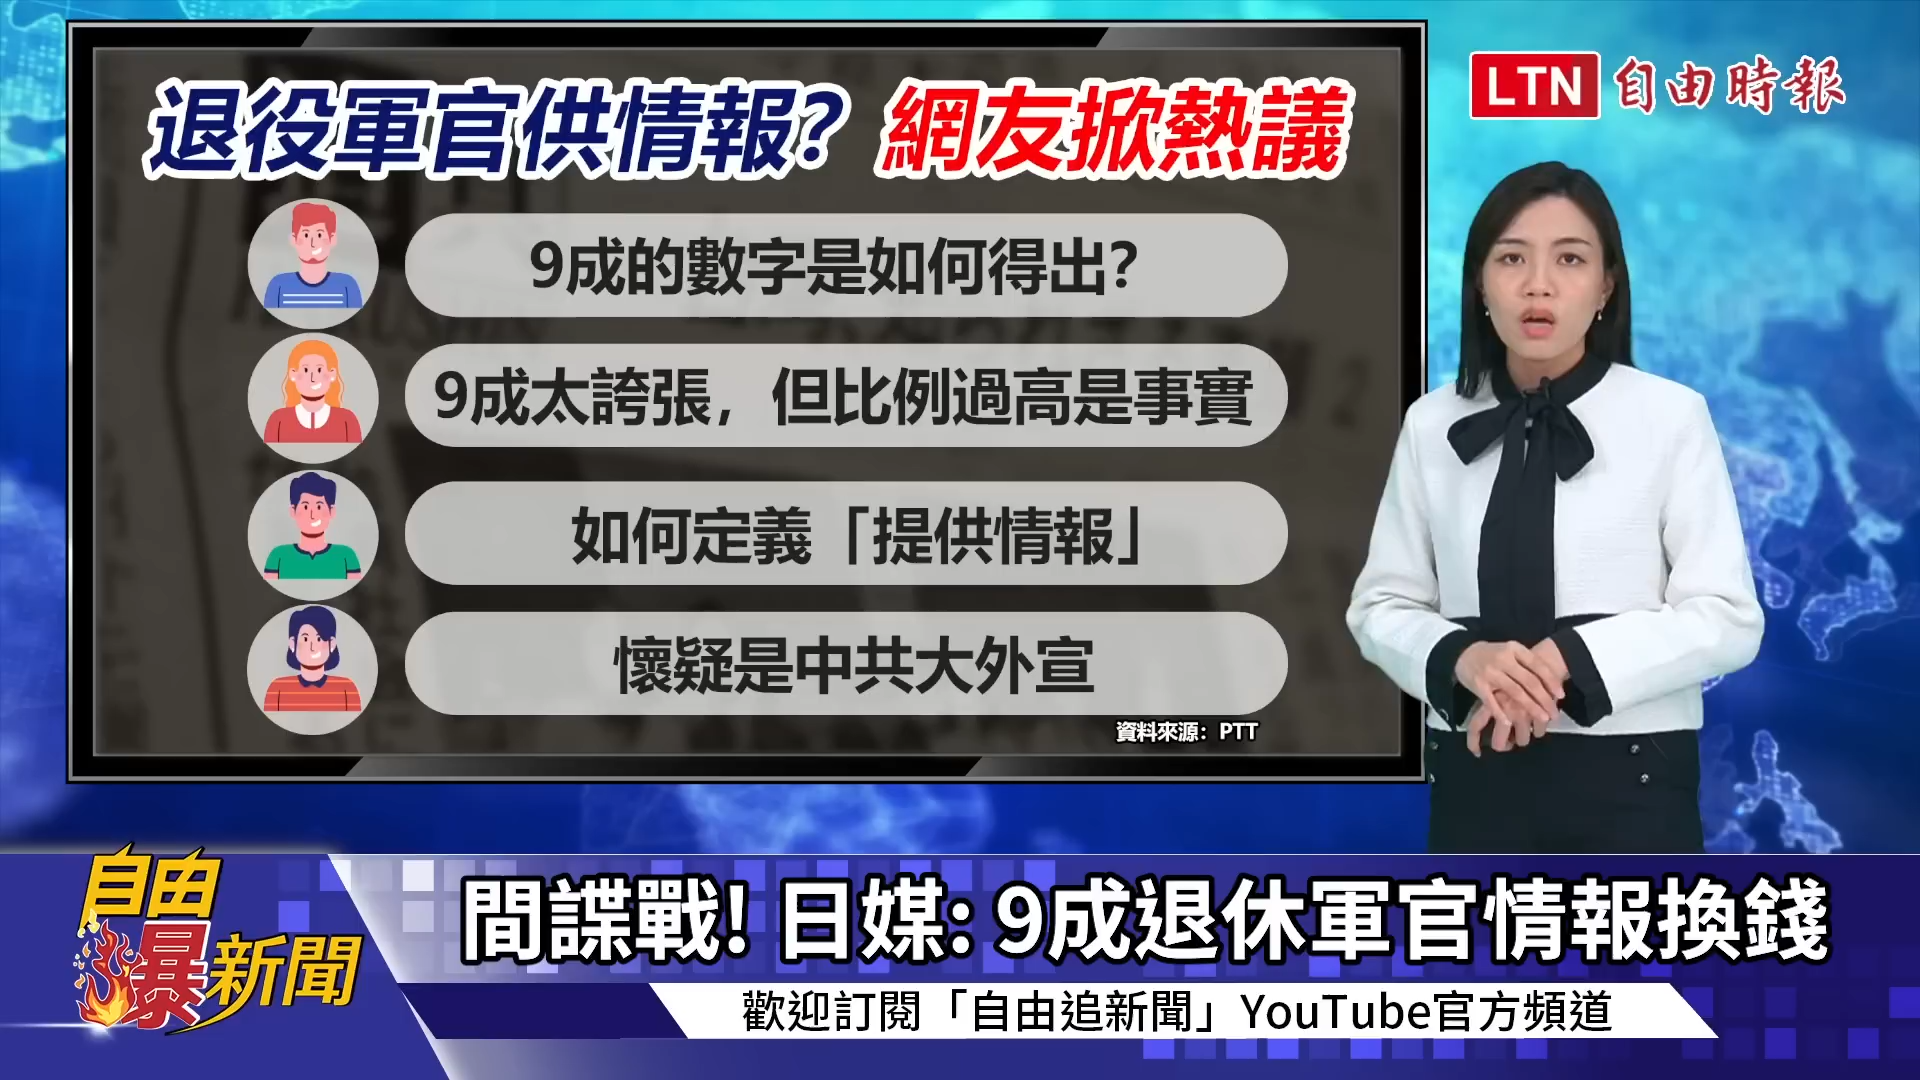 退役軍官供情報？網友掀熱議
LTN 自由時報
9成的數字是如何得出？
9成太誇張，但比例過高是事實
如何定義「提供情報」
懷疑是中共大外宣
資料來源：PTT
自由
爆新聞
間諜戰！日媒：9成退休軍官情報換錢
歡迎訂閱「自由追新聞」YouTube官方頻道